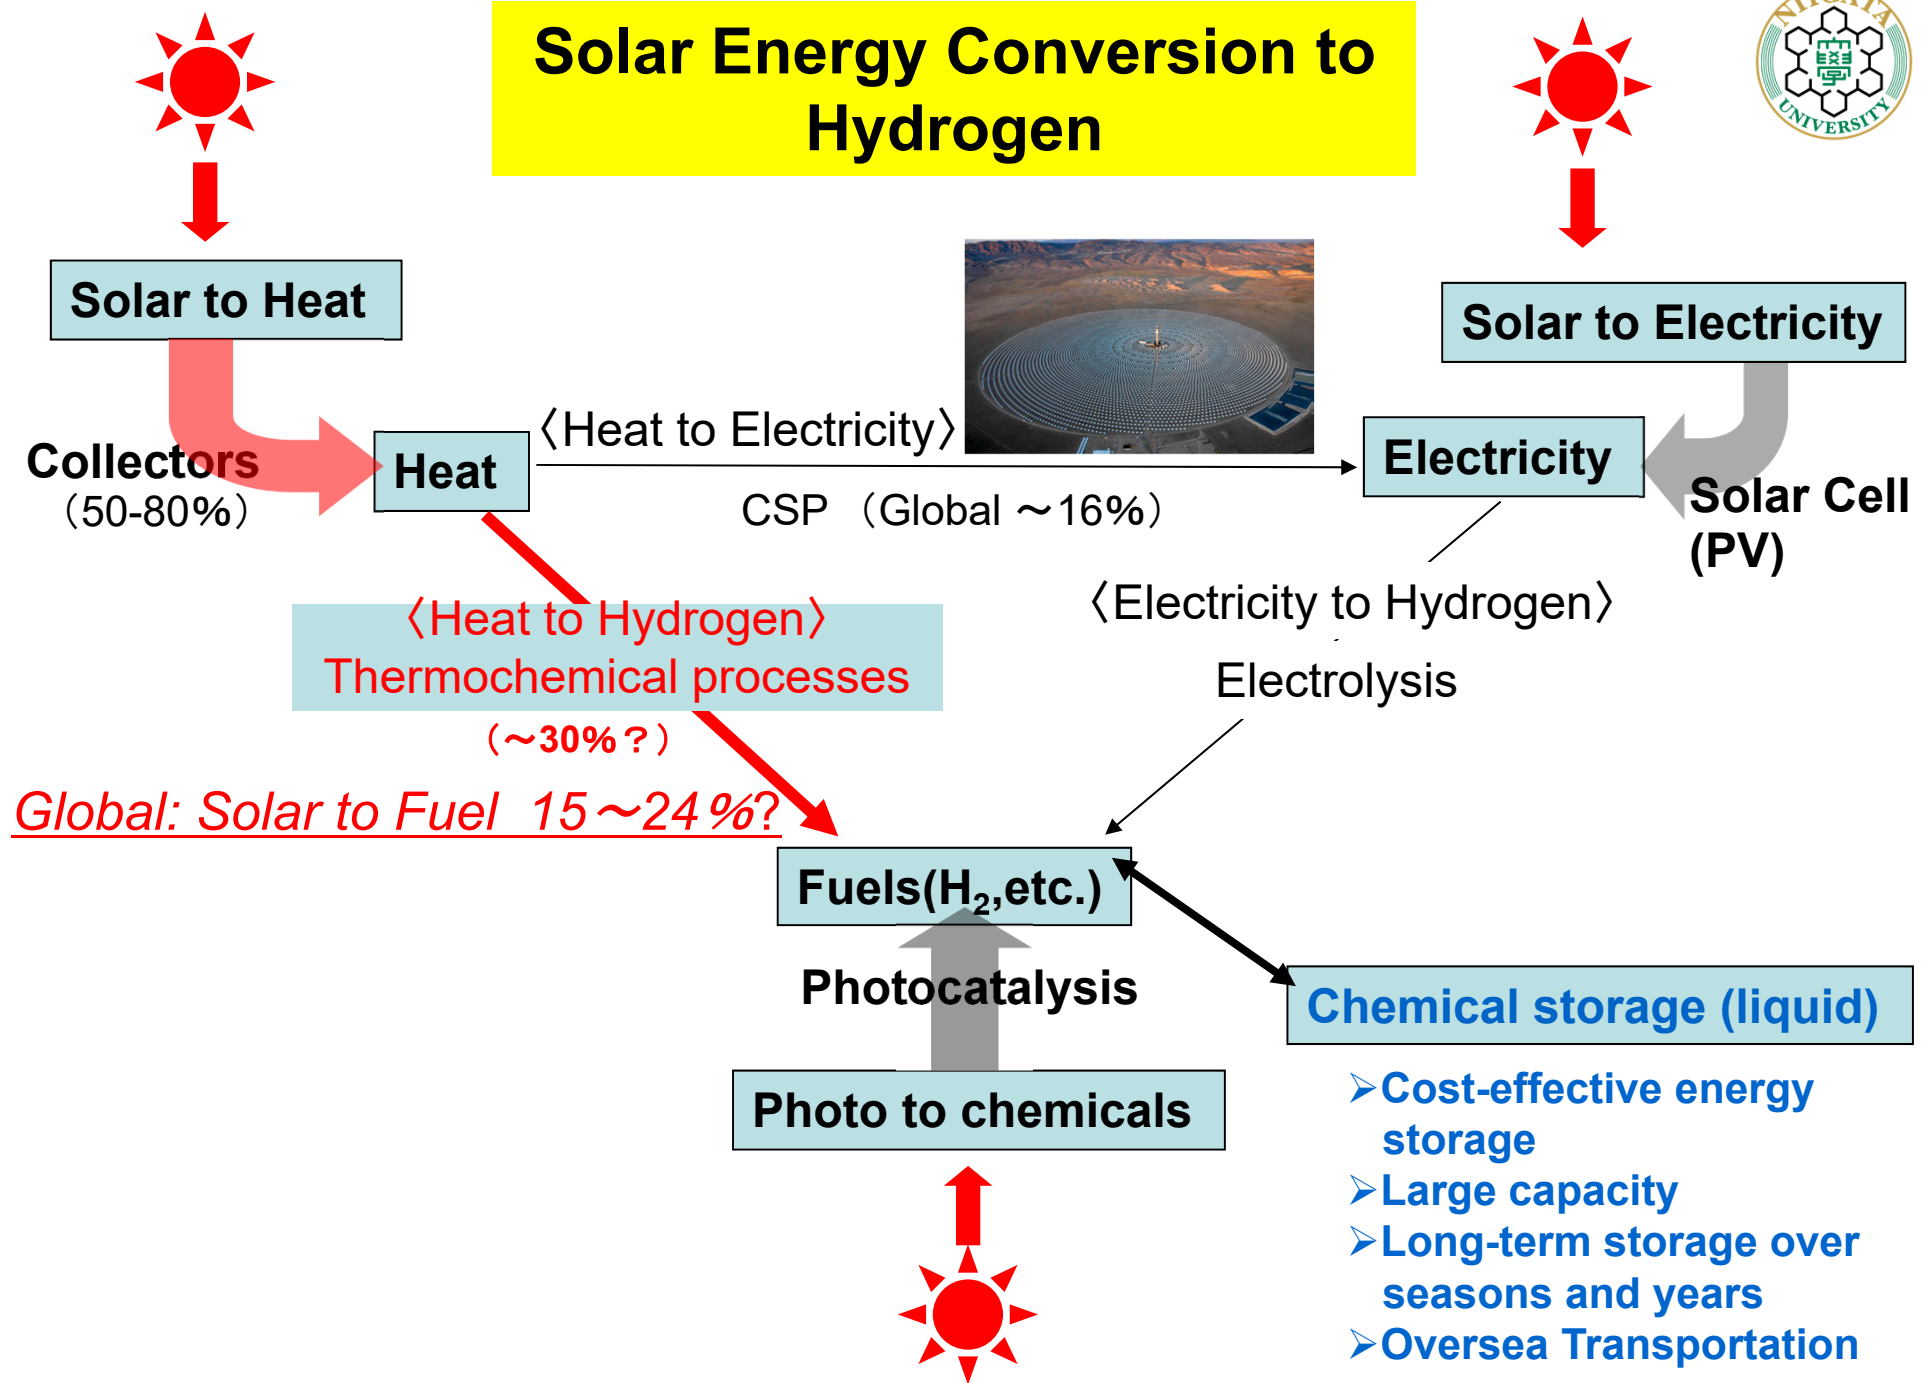 Solar Energy Conversion to
Hydrogen
NIIGATA
UNIVERSITY
Solar to Heat
Solar to Electricity
Collectors
（50-80%）
Heat
〈Heat to Electricity〉
CSP （Global ～16%）
Electricity
Solar Cell
(PV)
〈Heat to Hydrogen〉
Thermochemical processes
（～30%？）
〈Electricity to Hydrogen〉
Electrolysis
Global: Solar to Fuel 15～24%?
Fuels(H₂,etc.)
Photocatalysis
Photo to chemicals
Chemical storage (liquid)
➢Cost-effective energy
storage
➢Large capacity
➢Long-term storage over
seasons and years
➢Oversea Transportation